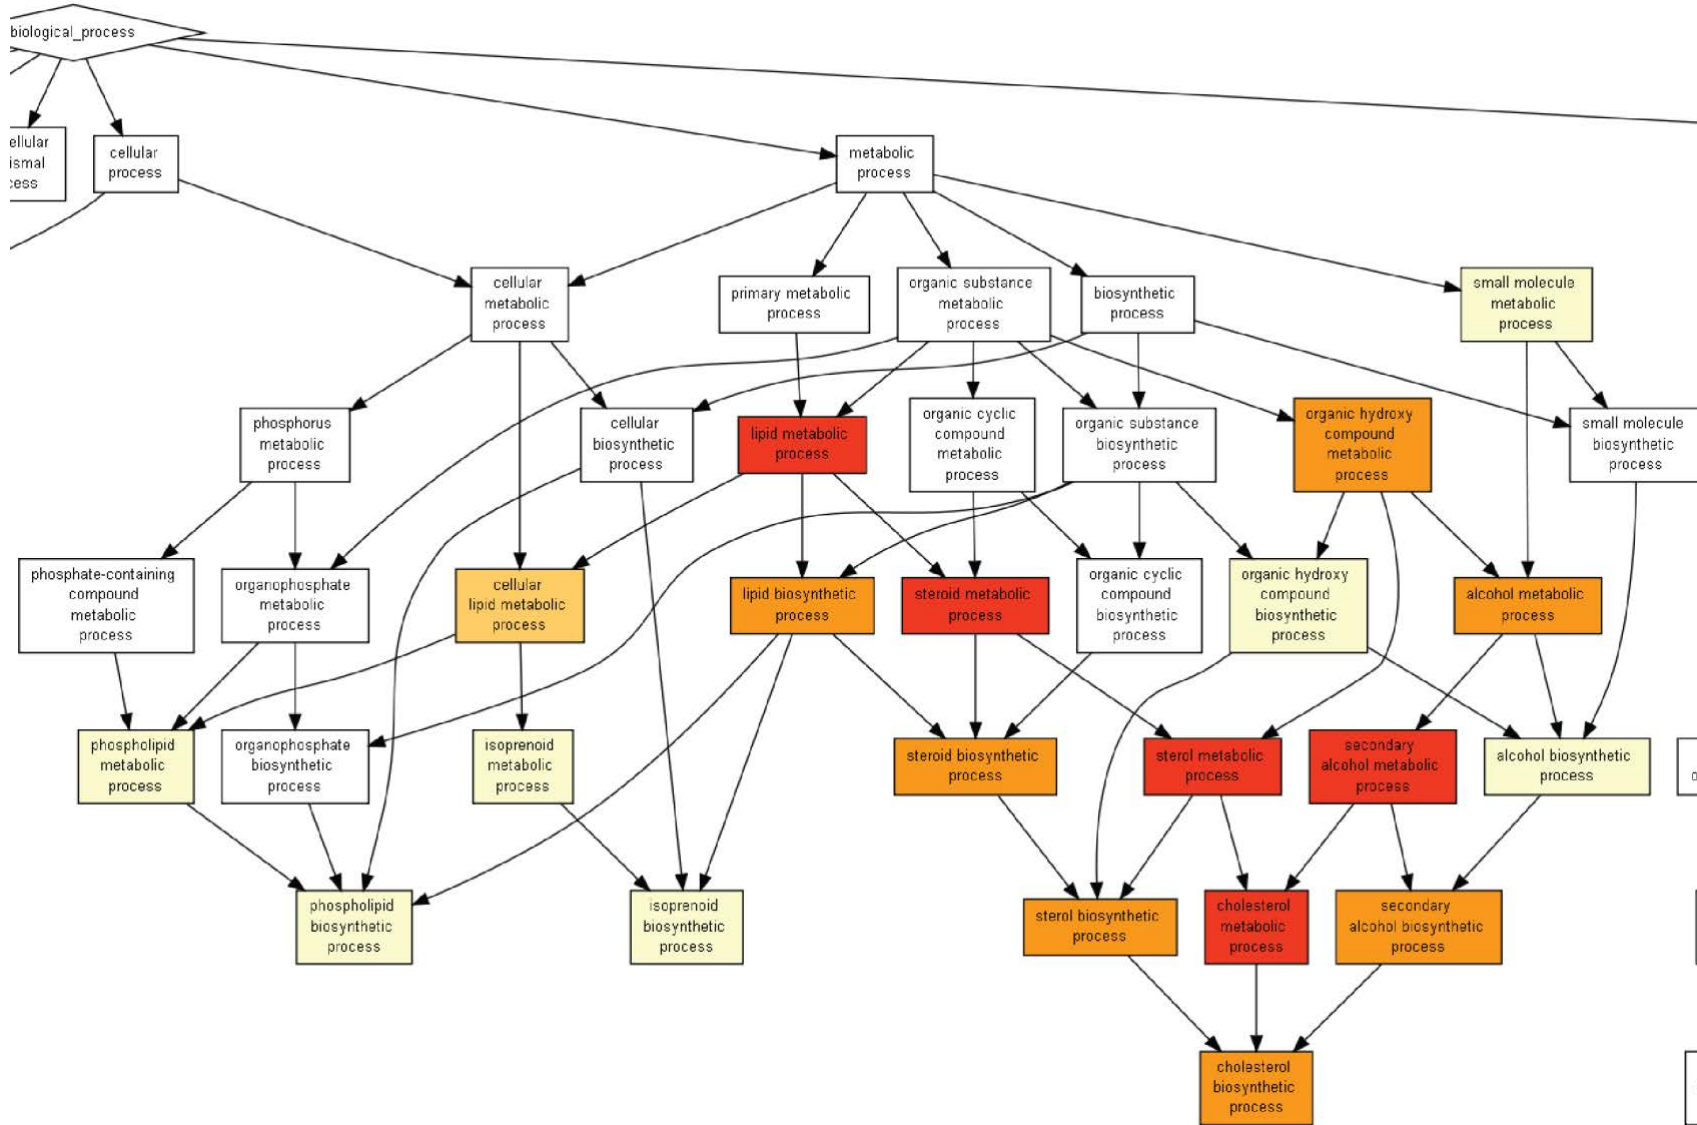 biological_process
ellular
ismal
cess
cellular
process
metabolic
process
cellular
metabolic
process
primary metabolic
process
organic substance
metabolic
process
biosynthetic
process
small molecule
metabolic
process
phosphorus
metabolic
process
cellular
biosynthetic
process
lipid metabolic
process
organic cyclic
compound
metabolic
process
organic substance
biosynthetic
process
organic hydroxy
compound
metabolic
process
small molecule
biosynthetic
process
phosphate-containing
compound
metabolic
process
organophosphate
metabolic
process
cellular
lipid metabolic
process
lipid biosynthetic
process
steroid metabolic
process
organic cyclic
compound
biosynthetic
process
organic hydroxy
compound
biosynthetic
process
alcohol metabolic
process
phospholipid
metabolic
process
organophosphate
biosynthetic
process
isoprenoid
metabolic
process
steroid biosynthetic
process
sterol metabolic
process
secondary
alcohol metabolic
process
alcohol biosynthetic
process
phospholipid
biosynthetic
process
isoprenoid
biosynthetic
process
sterol biosynthetic
process
cholesterol
metabolic
process
secondary
alcohol biosynthetic
process
cholesterol
biosynthetic
process